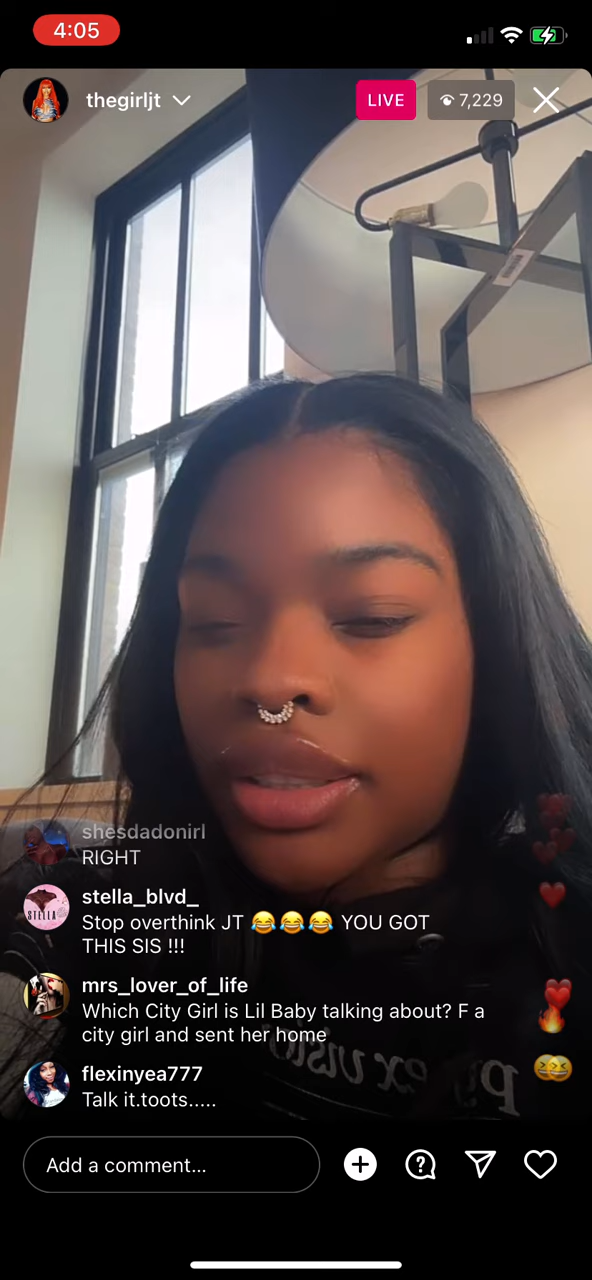 4:05
thegirljt
LIVE
7,229
shesdadonirl
RIGHT
stella_blvd_
Stop overthink JT 😂😂😂 YOU GOT
THIS SIS !!!
mrs_lover_of_life
Which City Girl is Lil Baby talking about? F a
city girl and sent her home
flexinyea777
Talk it.toots.....
STELLA
Add a comment...